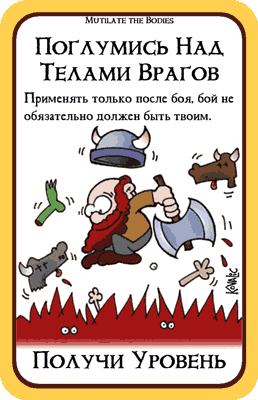 Mutilate the Bodies
Поглумись Над
Телами Врагов
Применять только после боя, бой не
обязательно должен быть твоим.
Kovalic
Получи Уровень